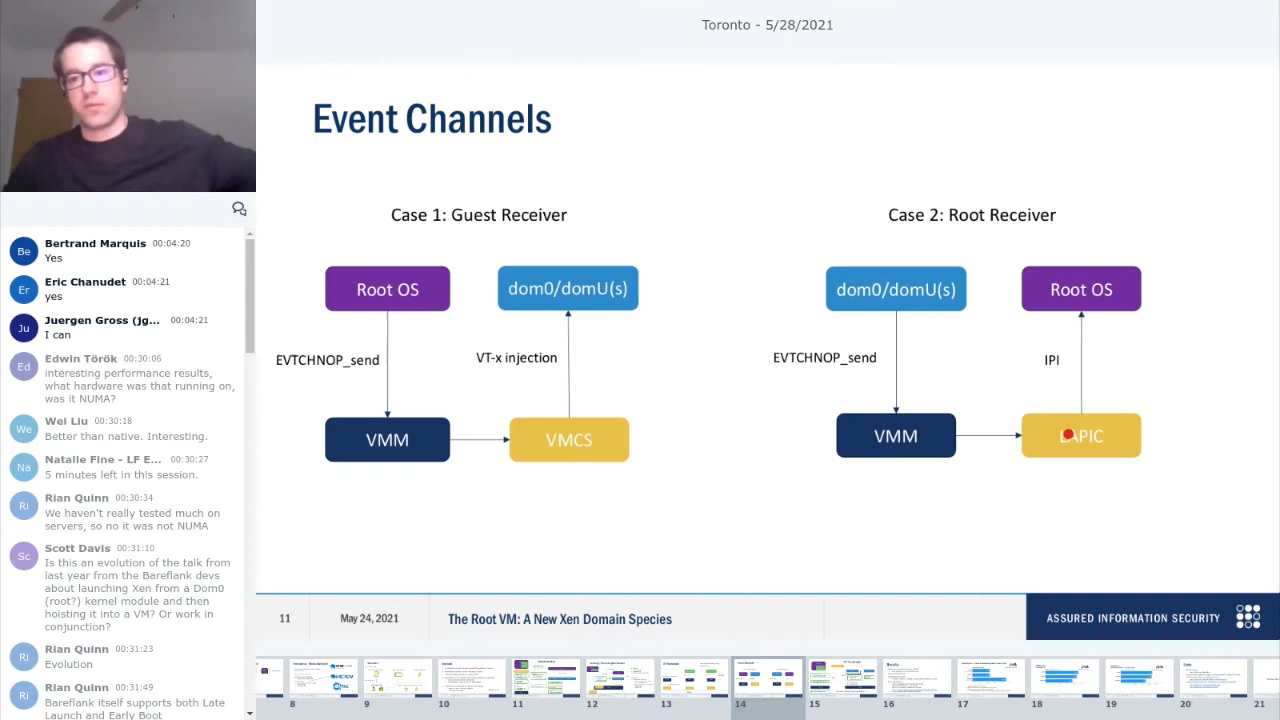 Toronto - 5/28/2021
Event Channels
Case 1: Guest Receiver
Case 2: Root Receiver
Root OS
dom0/domU(s)
dom0/domU(s)
Root OS
EVTCHNOP_send
VT-x injection
EVTCHNOP_send
IPI
VMM
VMCS
VMM
LAPIC
11
May 24, 2021
The Root VM: A New Xen Domain Species
ASSURED INFORMATION SECURITY
Be
Bertrand Marquis 00:04:20
Yes
Er
Eric Chanudet 00:04:21
yes
Ju
Juergen Gross (jg... 00:04:21
I can
Ed
Edwin Török 00:30:06
interesting performance results,
what hardware was that running on,
was it NUMA?
We
Wei Liu 00:30:18
Better than native. Interesting.
Na
Natalie Fine – LF E... 00:30:27
5 minutes left in this session.
Ri
Rian Quinn 00:30:34
We haven't really tested much on
servers, so no it was not NUMA
Sc
Scott Davis 00:31:10
Is this an evolution of the talk from
last year from the Bareflank devs
about launching Xen from a Dom0
(root?) kernel module and then
hoisting it into a VM? Or work in
conjunction?
Ri
Rian Quinn 00:31:23
Evolution
Ri
Rian Quinn 00:31:49
Bareflank itself supports both Late
Launch and Early Boot
8
9
10
11
12
13
14
15
16
17
18
19
20
21